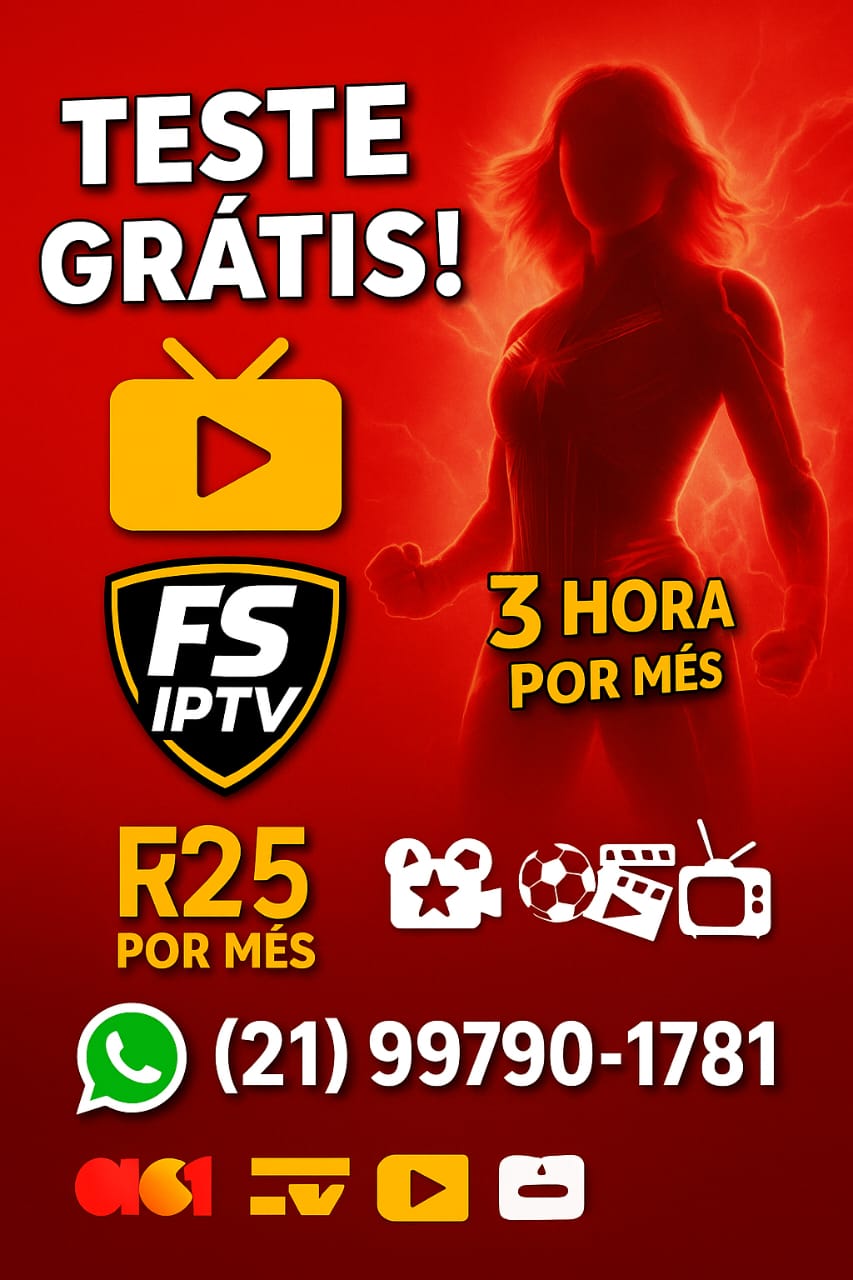 TESTE
GRÁTIS!
FS
IPTV
3 HORA
POR MÉS
R25
POR MÉS
(21) 99790-1781